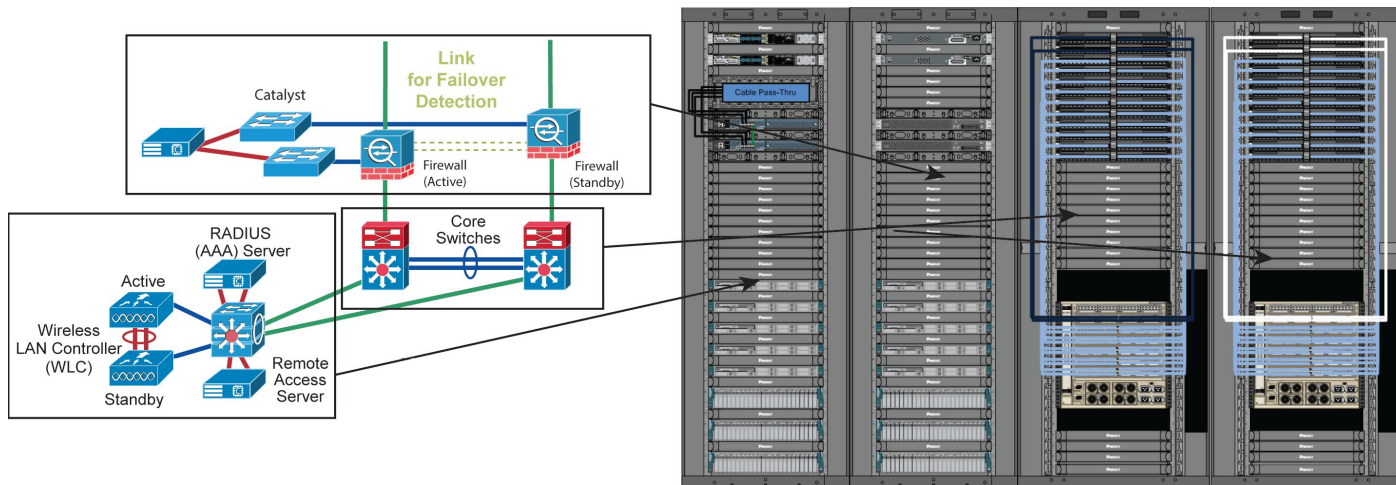 Link
for Failover
Detection
Catalyst
Firewall
(Active)
Firewall
(Standby)
Core
Switches
RADIUS
(AAA) Server
Active
Wireless
LAN Controller
(WLC)
Standby
Remote
Access
Server
Cable Pass-Thru